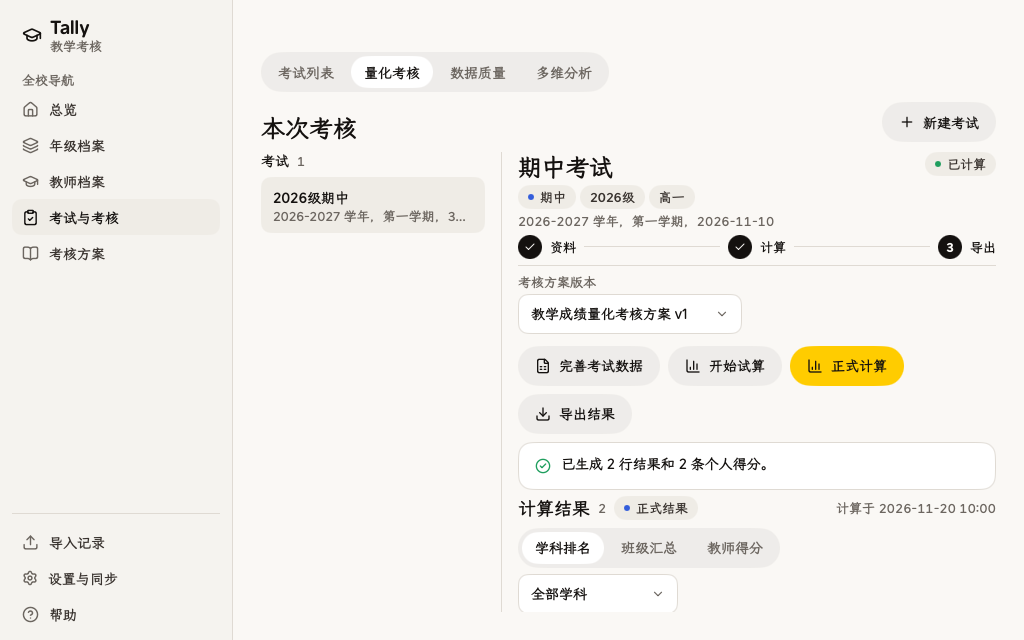 Tally
教学考核
全校导航
总览
年级档案
教师档案
考试与考核
考核方案
导入记录
设置与同步
帮助
考试列表 量化考核 数据质量 多维分析
本次考核
新建考试
考试 1
2026级期中
2026-2027 学年，第一学期，3...
期中考试
已计算
期中 2026级 高一
2026-2027 学年，第一学期，2026-11-10
资料 计算 3 导出
考核方案版本
教学成绩量化考核方案 v1
完善考试数据 开始试算 正式计算
导出结果
已生成 2 行结果和 2 条个人得分。
计算结果 2 正式结果 计算于 2026-11-20 10:00
学科排名 班级汇总 教师得分
全部学科